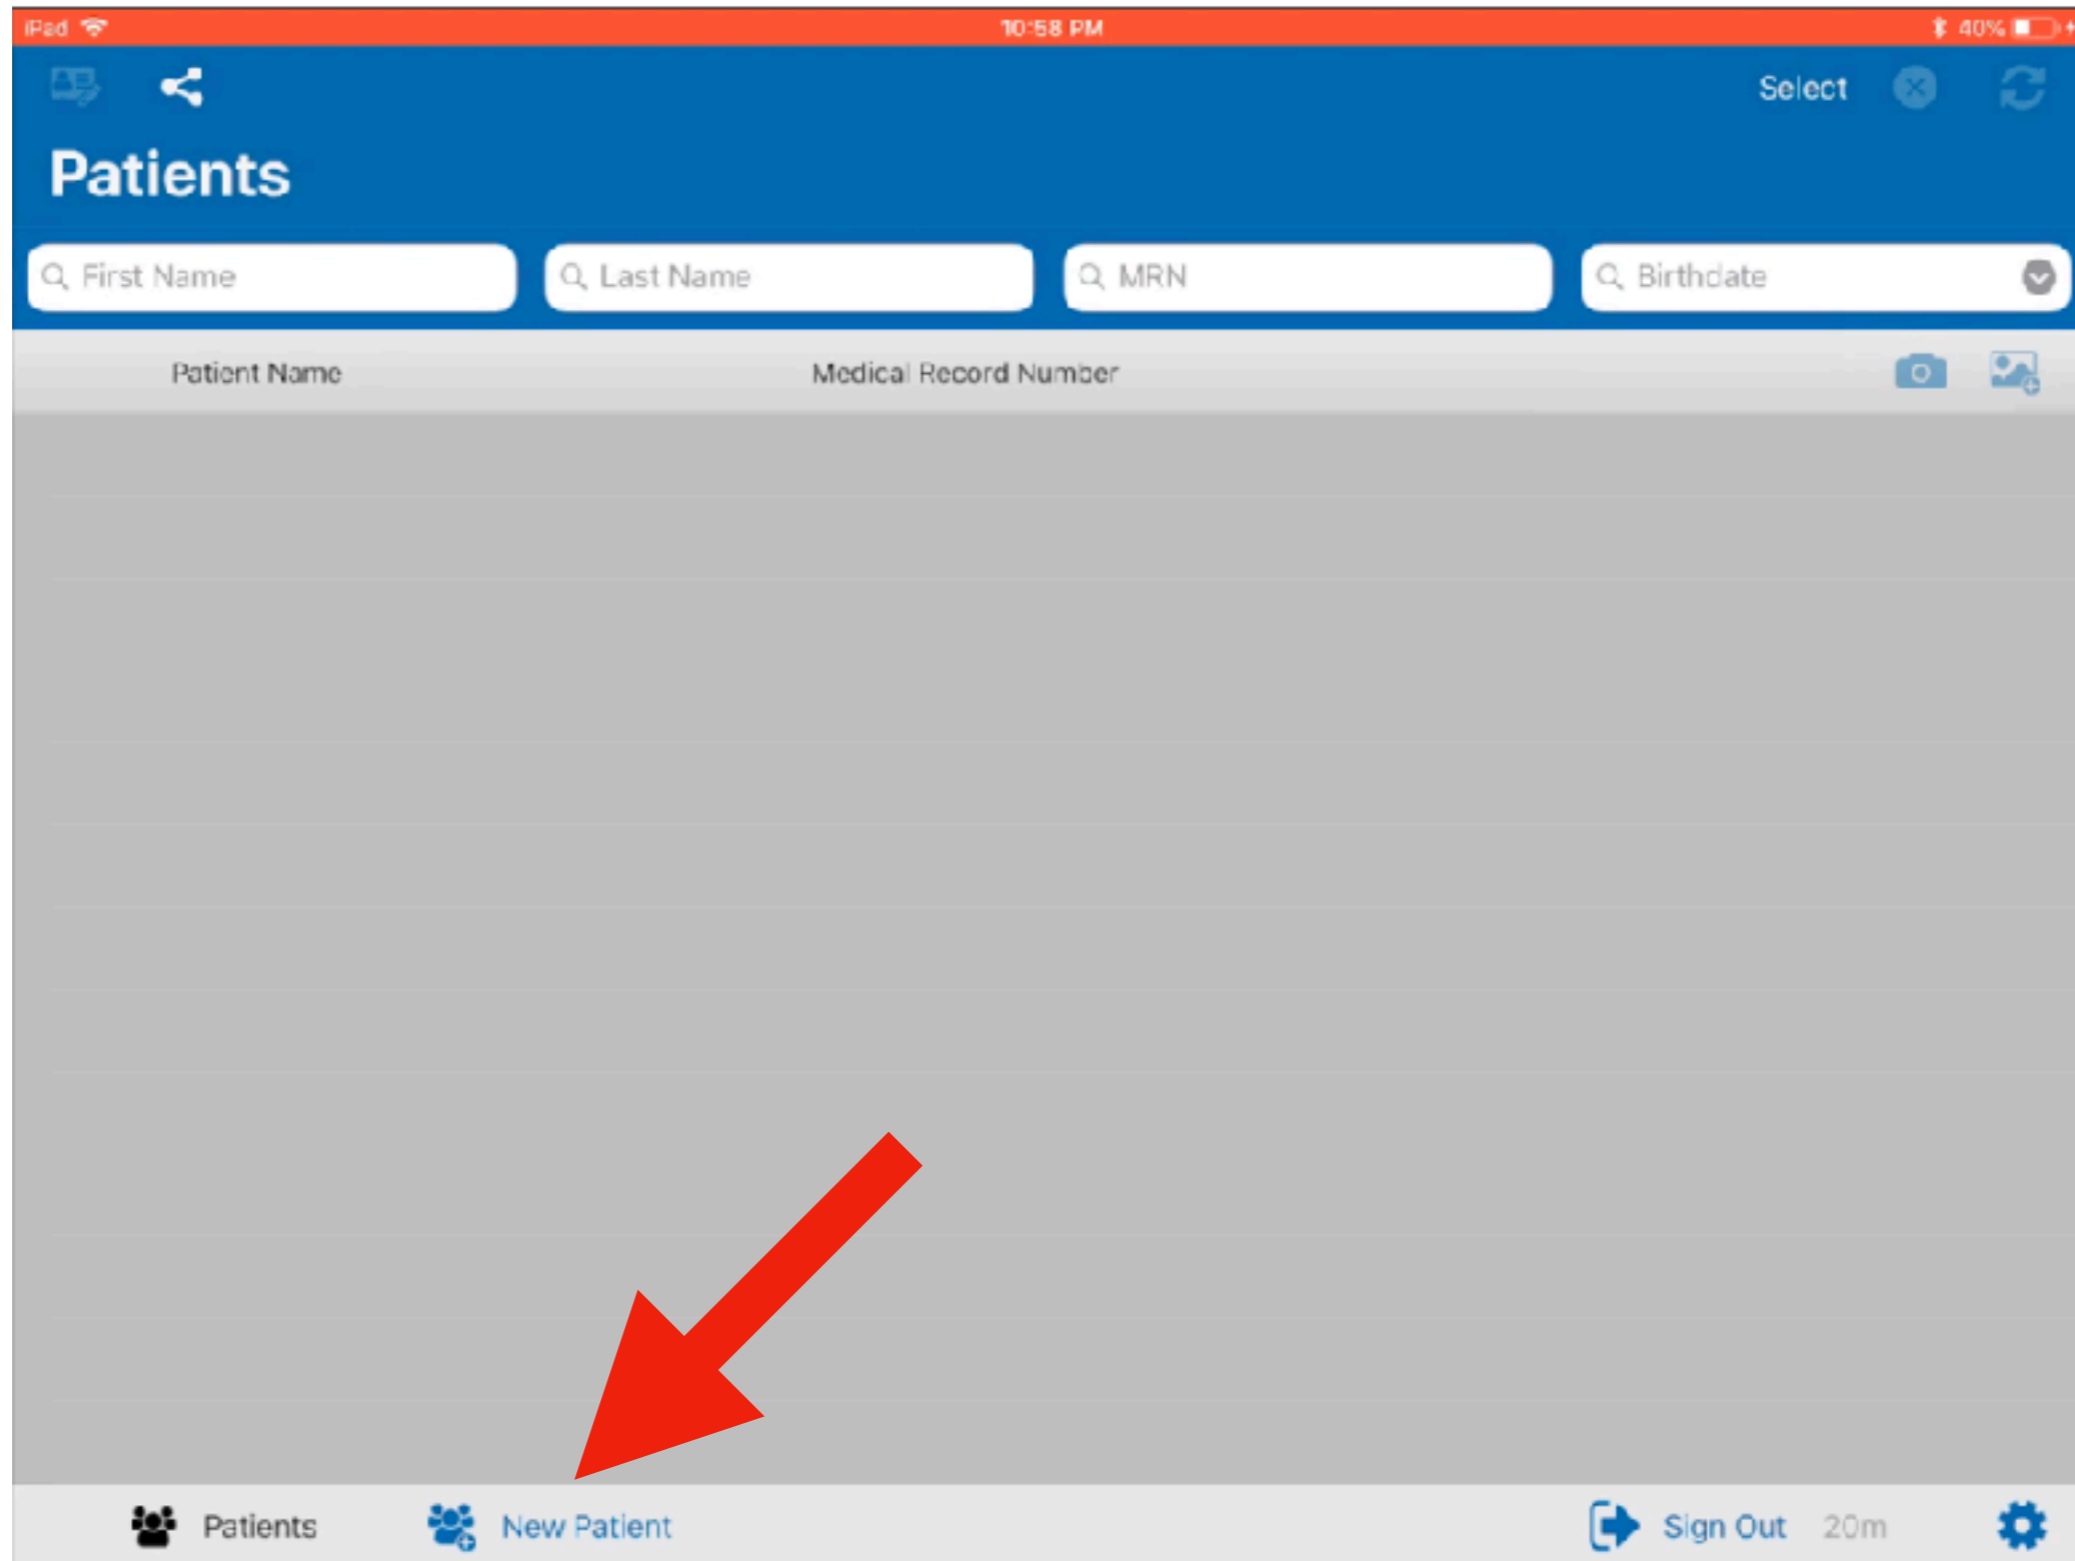 iPad 10:58 PM 40%
Select
Patients
First Name Last Name MRN Birthdate
Patient Name Medical Record Number
Patients New Patient Sign Out 20m